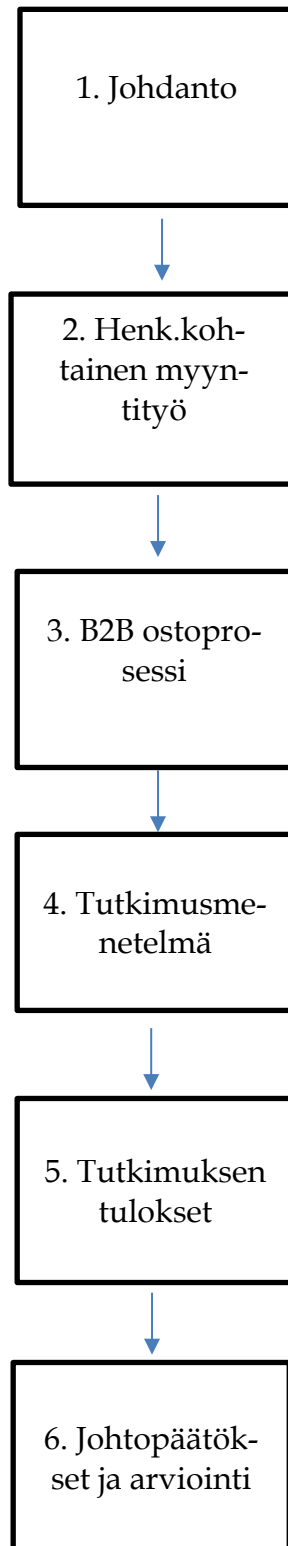 1. Johdanto
2. Henk.koh-
tainen myyn-
tityö
3. B2B ostopro-
sessi
4. Tutkimusme-
netelmä
5. Tutkimuksen
tulokset
6. Johtopäätök-
set ja arviointi